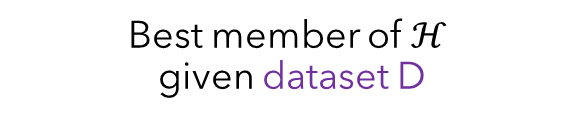 Best member of ℋ
given dataset D